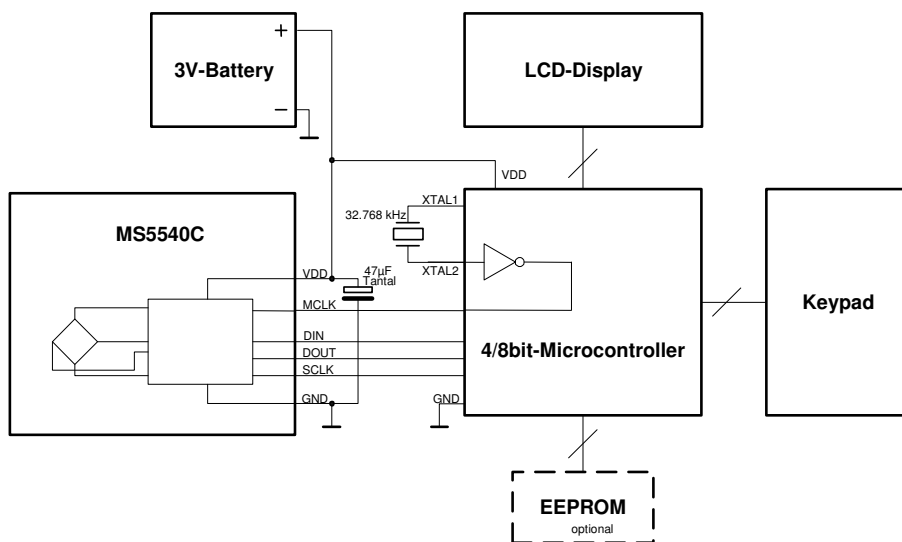 +
3V-Battery
−
LCD-Display
VDD
XTAL1
32.768 kHz
XTAL2
MS5540C
VDD
47µF
Tantal
MCLK
DIN
DOUT
SCLK
GND
4/8bit-Microcontroller
GND
Keypad
EEPROM
optional